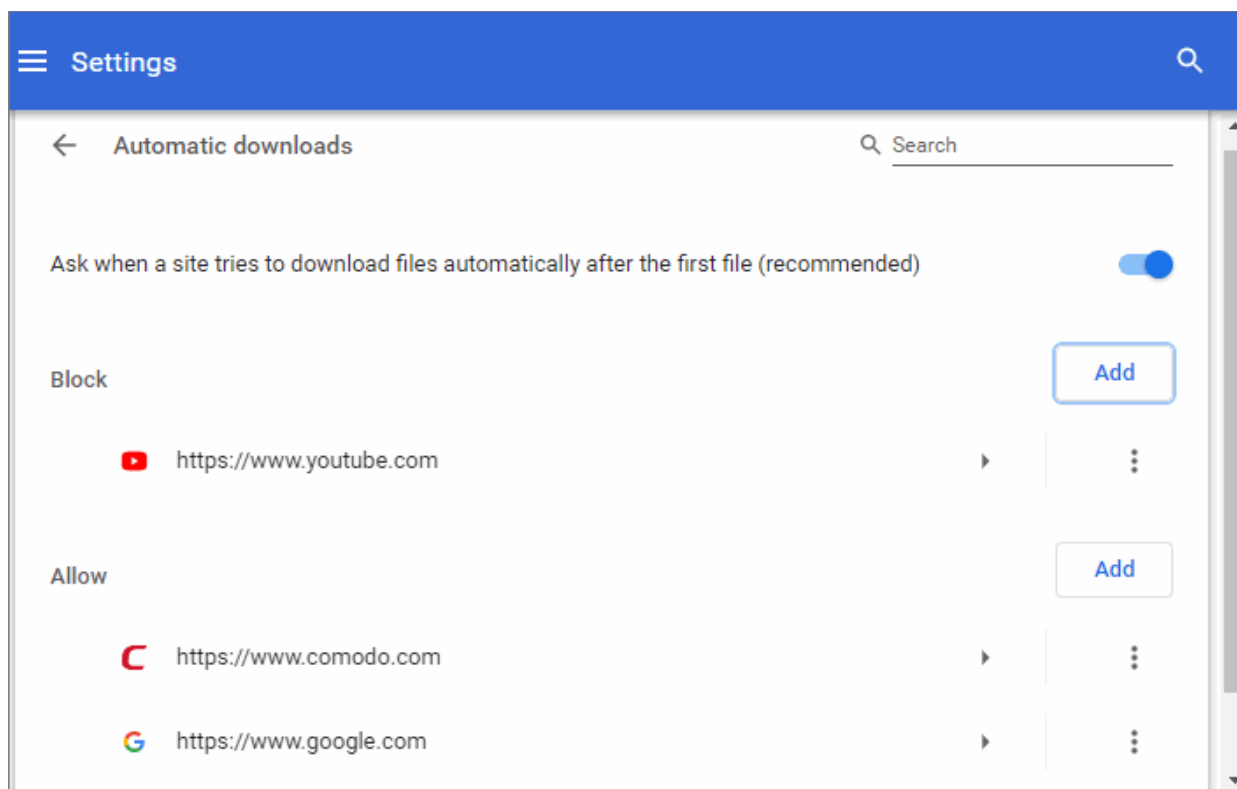 Settings
Automatic downloads
Search
Ask when a site tries to download files automatically after the first file (recommended)
Block
Add
https://www.youtube.com
Allow
Add
https://www.comodo.com
https://www.google.com